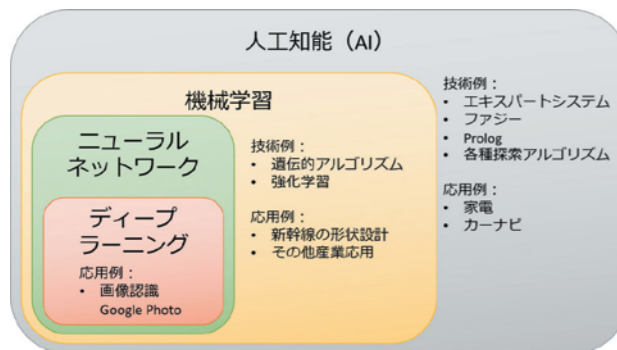 人工知能（AI）
機械学習
ニューラル
ネットワーク
ディープ
ラーニング
応用例：
• 画像認識
Google Photo
技術例：
• 遺伝的アルゴリズム
• 強化学習
応用例：
• 新幹線の形状設計
• その他産業応用
技術例：
• エキスパートシステム
• ファジー
• Prolog
• 各種探索アルゴリズム
応用例：
• 家電
• カーナビ